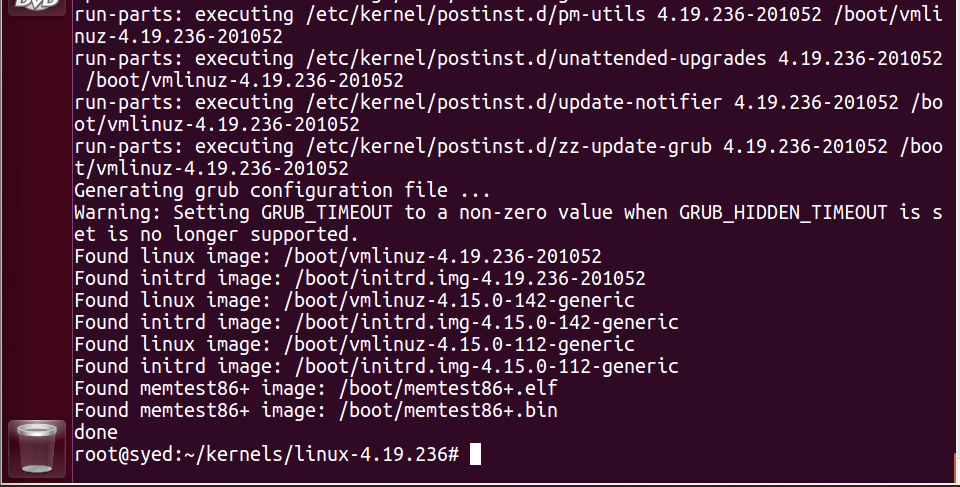 DVD
run-parts: executing /etc/kernel/postinst.d/pm-utils 4.19.236-201052 /boot/vmli
nuz-4.19.236-201052
run-parts: executing /etc/kernel/postinst.d/unattended-upgrades 4.19.236-201052
 /boot/vmlinuz-4.19.236-201052
run-parts: executing /etc/kernel/postinst.d/update-notifier 4.19.236-201052 /bo
ot/vmlinuz-4.19.236-201052
run-parts: executing /etc/kernel/postinst.d/zz-update-grub 4.19.236-201052 /boo
t/vmlinuz-4.19.236-201052
Generating grub configuration file ...
Warning: Setting GRUB_TIMEOUT to a non-zero value when GRUB_HIDDEN_TIMEOUT is s
et is no longer supported.
Found linux image: /boot/vmlinuz-4.19.236-201052
Found initrd image: /boot/initrd.img-4.19.236-201052
Found linux image: /boot/vmlinuz-4.15.0-142-generic
Found initrd image: /boot/initrd.img-4.15.0-142-generic
Found linux image: /boot/vmlinuz-4.15.0-112-generic
Found initrd image: /boot/initrd.img-4.15.0-112-generic
Found memtest86+ image: /boot/memtest86+.elf
Found memtest86+ image: /boot/memtest86+.bin
done
root@syed:~/kernels/linux-4.19.236#